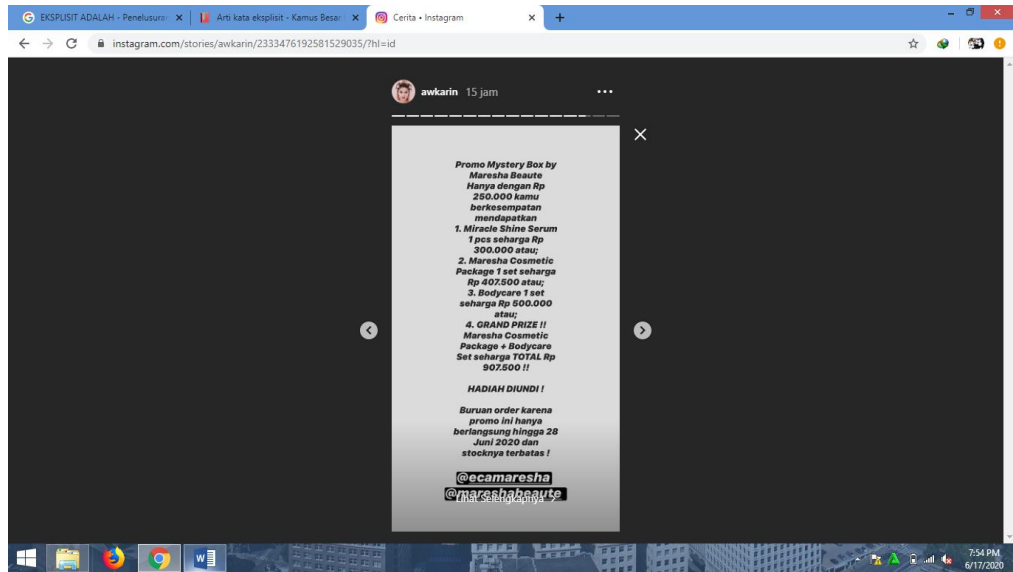 EKSPLISIT ADALAH - Penelusura
Arti kata eksplisit - Kamus Besar
Cerita • Instagram
instagram.com/stories/awkarin/2333476192581529035/?hl=id
awkarin 15 jam
Promo Mystery Box by
Maresha Beaute
Hanya dengan Rp
250.000 kamu
berkesempatan
mendapatkan
1. Miracle Shine Serum
1 pcs seharga Rp
300.000 atau;
2. Maresha Cosmetic
Package 1 set seharga
Rp 407.500 atau;
3. Bodycare 1 set
seharga Rp 500.000
atau;
4. GRAND PRIZE !!
Maresha Cosmetic
Package + Bodycare
Set seharga TOTAL Rp
907.500 !!
HADIAH DIUNDI !
Buruan order karena
promo ini hanya
berlangsung hingga 28
Juni 2020 dan
stocknya terbatas !
@ecamaresha
@mareshabeaute
Lihat Selengkapnya
7:54 PM
6/17/2020